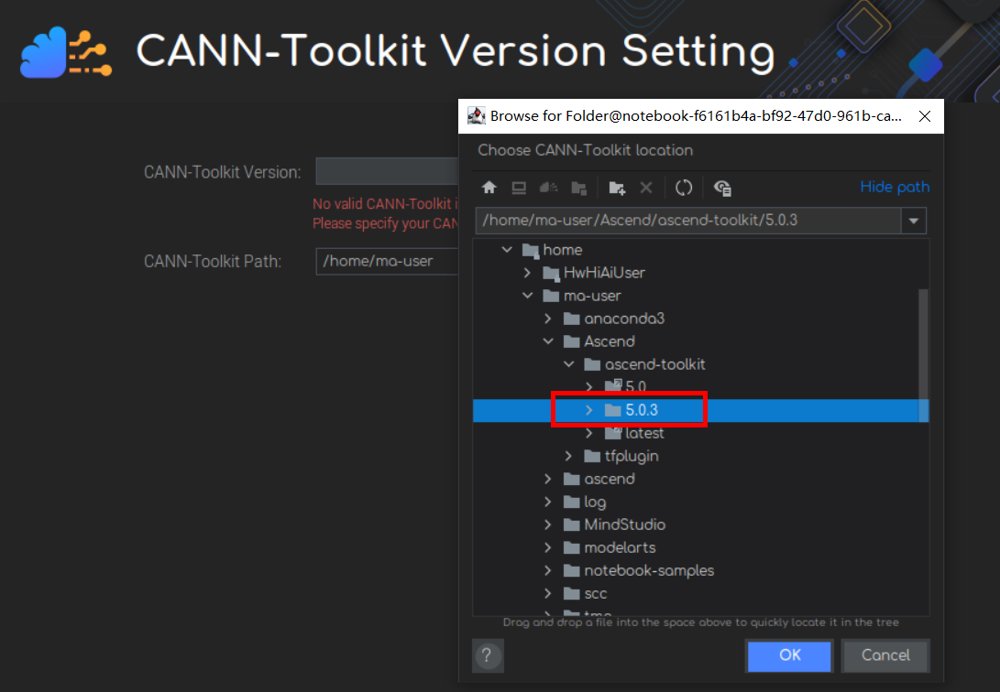 CANN-Toolkit Version Setting
Browse for Folder@notebook-f6161b4a-bf92-47d0-961b-ca...
Choose CANN-Toolkit location
CANN-Toolkit Version:
Hide path
No valid CANN-Toolkit i
Please specify your CAN
/home/ma-user/Ascend/ascend-toolkit/5.0.3
CANN-Toolkit Path:
/home/ma-user
home
HwHiAiUser
ma-user
anaconda3
Ascend
ascend-toolkit
5.0
5.0.3
latest
tfplugin
ascend
log
MindStudio
modelarts
notebook-samples
scc
Drag and drop a file into the space above to quickly locate it in the tree
?
OK
Cancel